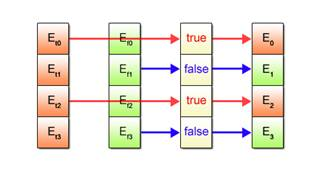 Et0 Ef0 true E0
Et1 Ef1 false E1
Et2 Ef2 true E2
Et3 Ef3 false E3